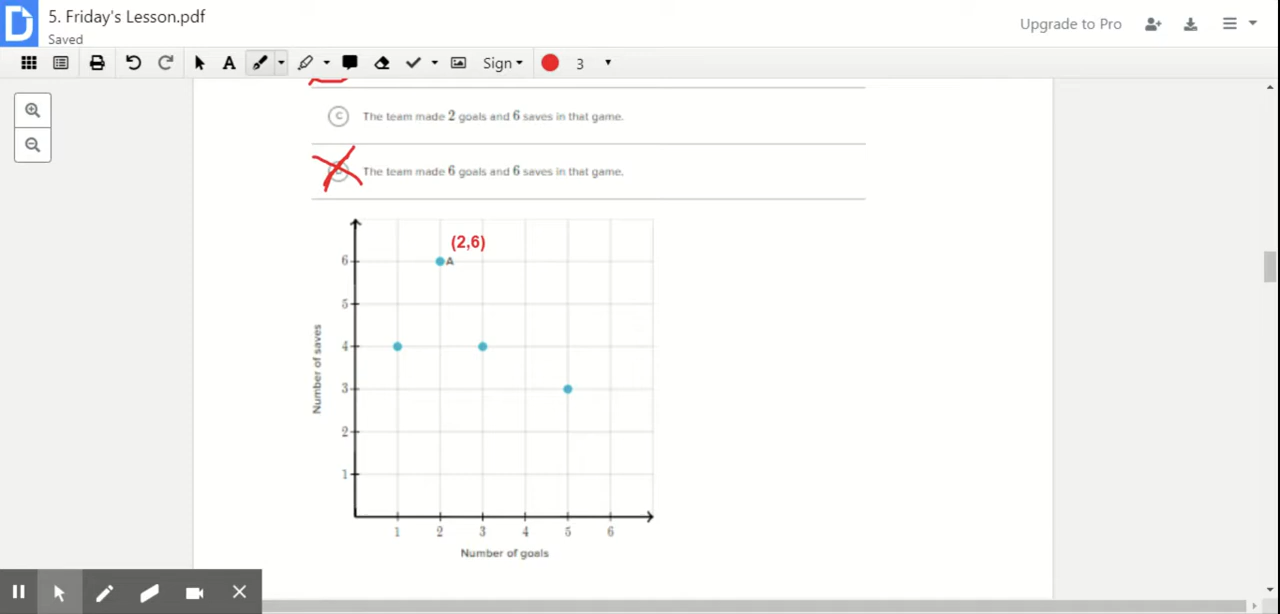 5. Friday's Lesson.pdf
Saved
Upgrade to Pro
A
Sign
3
C The team made 2 goals and 6 saves in that game.
The team made 6 goals and 6 saves in that game.
(2,6)
A
6
5
4
3
2
1
Number of saves
1 2 3 4 5 6
Number of goals